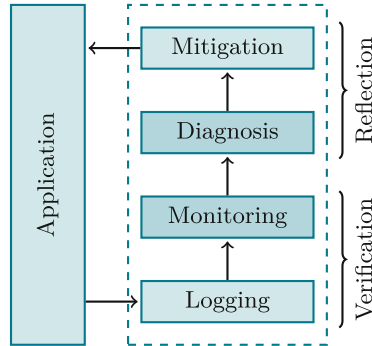 Application
Mitigation
Diagnosis
Monitoring
Logging
Reflection
Verification